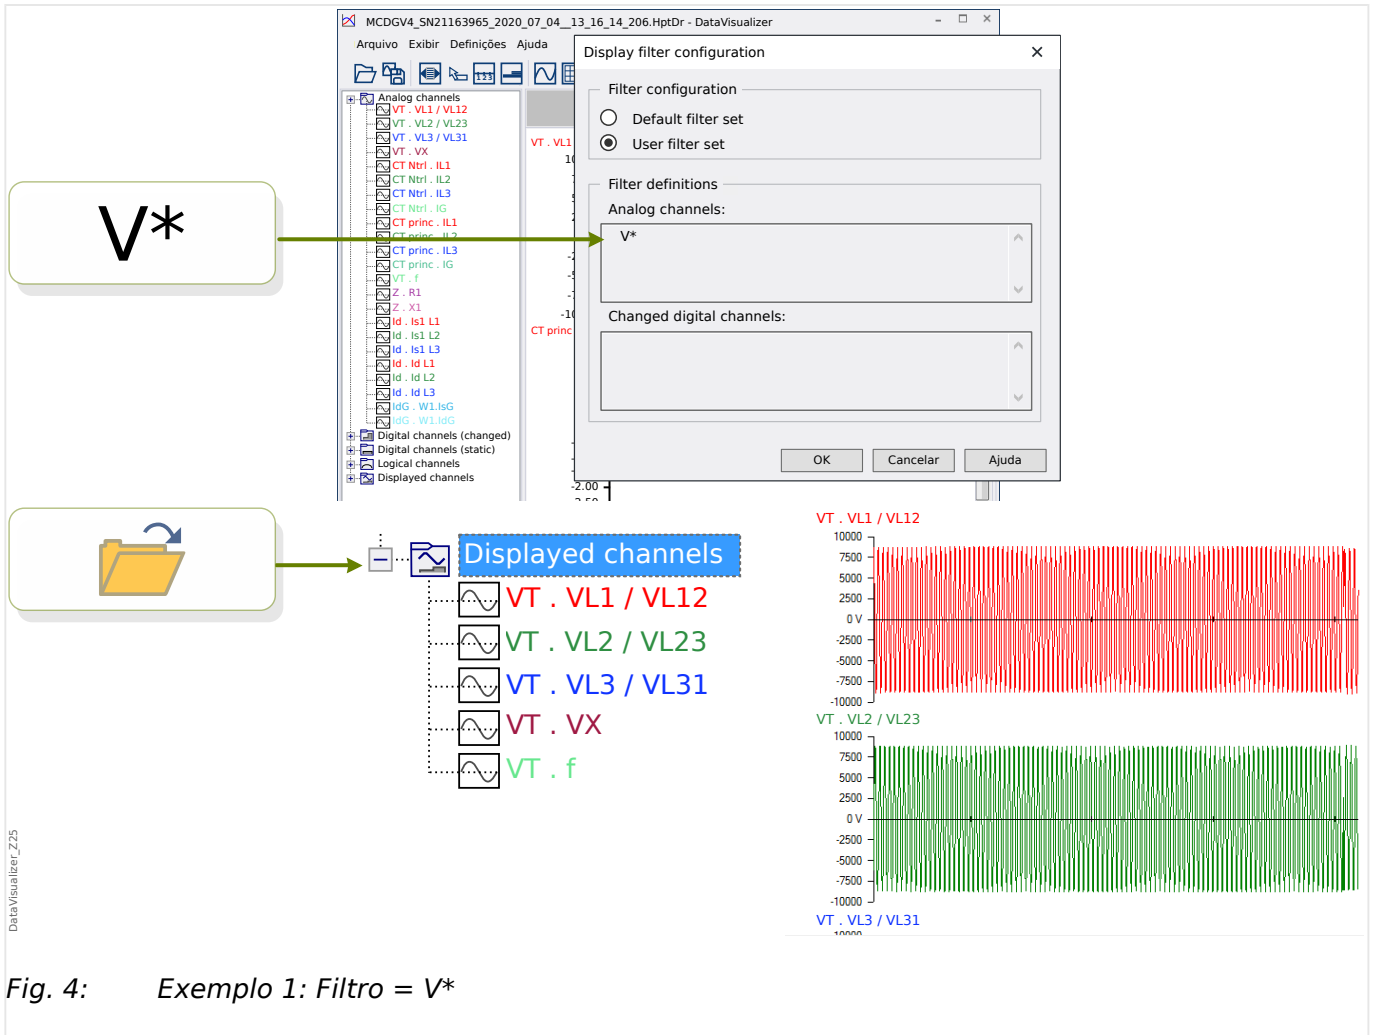 MCDGV4_SN21163965_2020_07_04__13_16_14_206.HptDr - DataVisualizer
Arquivo Exibir Definições Ajuda
Analog channels
VT . VL1 / VL12
VT . VL2 / VL23
VT . VL3 / VL31
VT . VX
CT Ntrl . IL1
CT Ntrl . IL2
CT Ntrl . IL3
CT Ntrl . IG
CT princ . IL1
CT princ . IL2
CT princ . IL3
CT princ . IG
VT . f
Z . R1
Z . X1
Id . Is1 L1
Id . Is1 L2
Id . Is1 L3
Id . Id L1
Id . Id L2
Id . Id L3
IdG . W1.IsG
IdG . W1.IdG
Digital channels (changed)
Digital channels (static)
Logical channels
Displayed channels
VT . VL1
CT princ
-2.00
Display filter configuration
Filter configuration
Default filter set
User filter set
Filter definitions
Analog channels:
V*
Changed digital channels:
OK Cancelar Ajuda
V*
Displayed channels
VT . VL1 / VL12
VT . VL2 / VL23
VT . VL3 / VL31
VT . VX
VT . f
VT . VL1 / VL12
10000
7500
5000
2500
0 V
-2500
-5000
-7500
-10000
VT . VL2 / VL23
10000
7500
5000
2500
0 V
-2500
-5000
-7500
-10000
VT . VL3 / VL31
DataVisualizer_Z25
Fig. 4: Exemplo 1: Filtro = V*